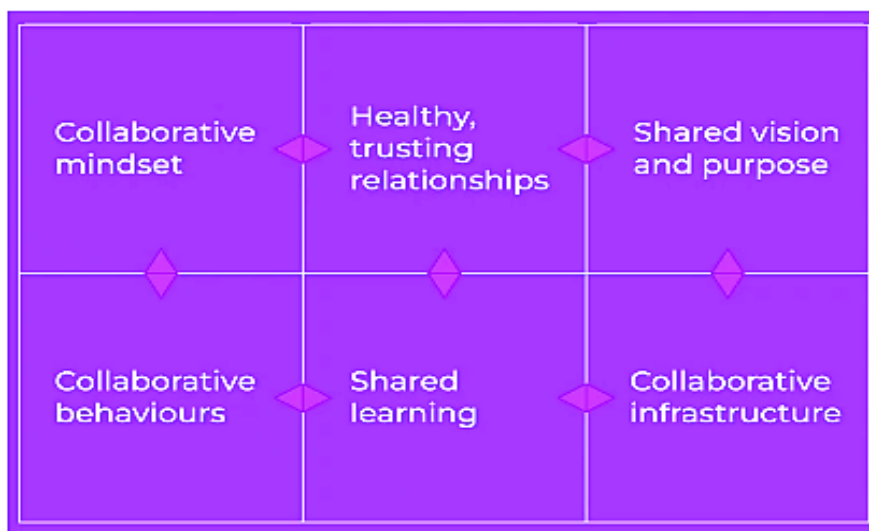 Collaborative
mindset
Healthy,
trusting
relationships
Shared vision
and purpose
Collaborative
behaviours
Shared
learning
Collaborative
infrastructure